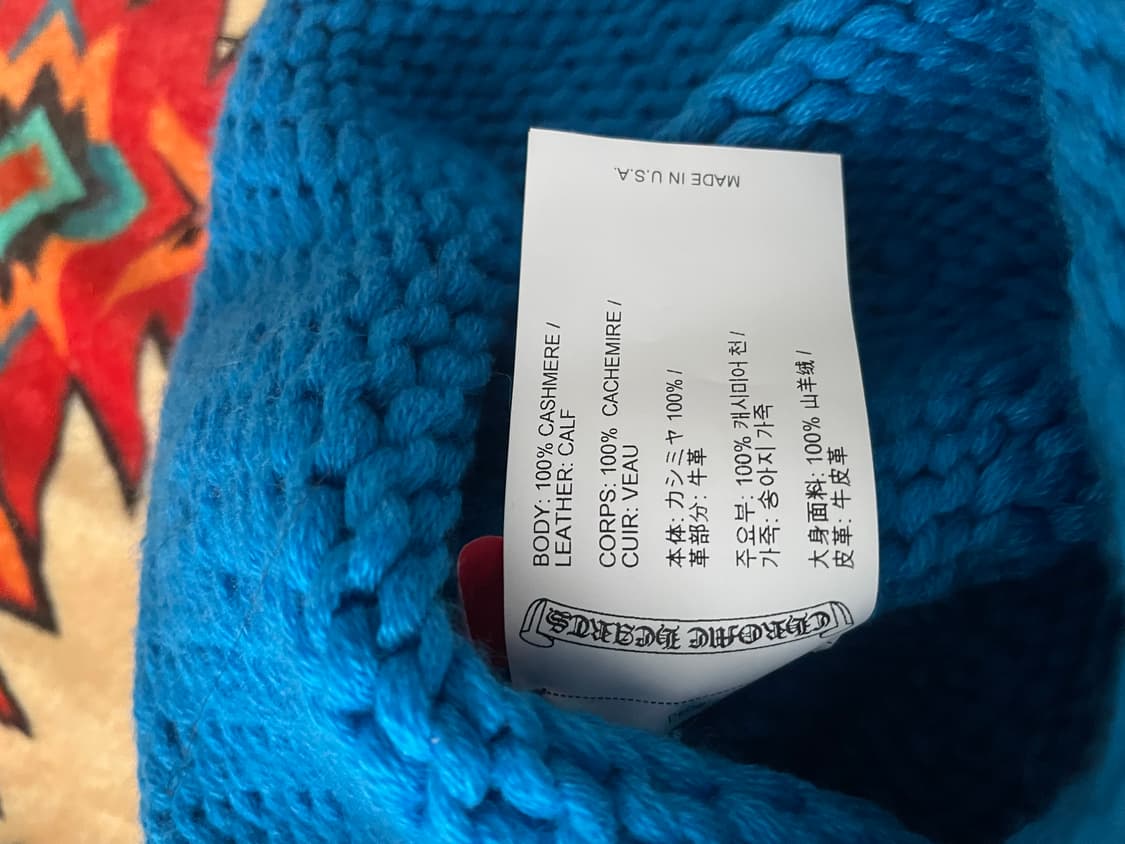 MADE IN U.S.A.
BODY: 100% CASHMERE /
LEATHER: CALF
CORPS: 100% CACHEMIRE /
CUIR: VEAU
本体: カシミヤ 100% /
革部分: 牛革
주요부: 100% 캐시미어 천 /
가죽: 송아지 가죽
大身面料: 100% 山羊绒 /
皮革: 牛皮革
CHROME HEARTS